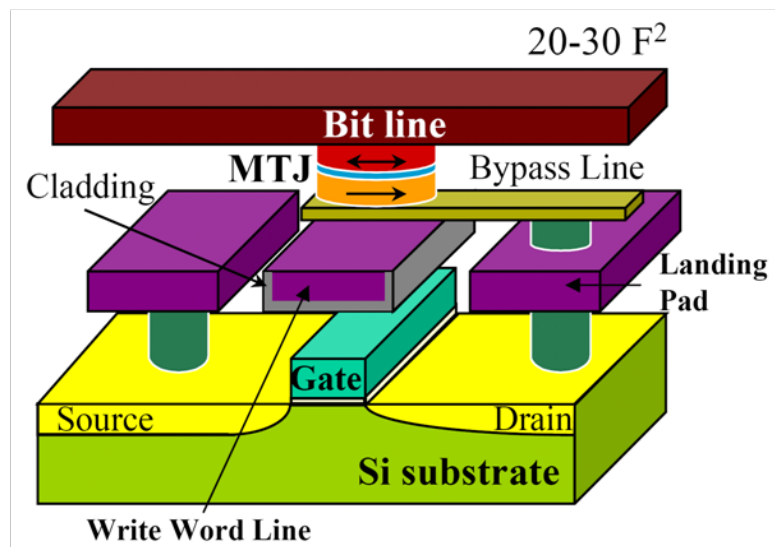 20-30 F²
Bit line
MTJ
Bypass Line
Cladding
Landing
Pad
Gate
Source
Drain
Si substrate
Write Word Line